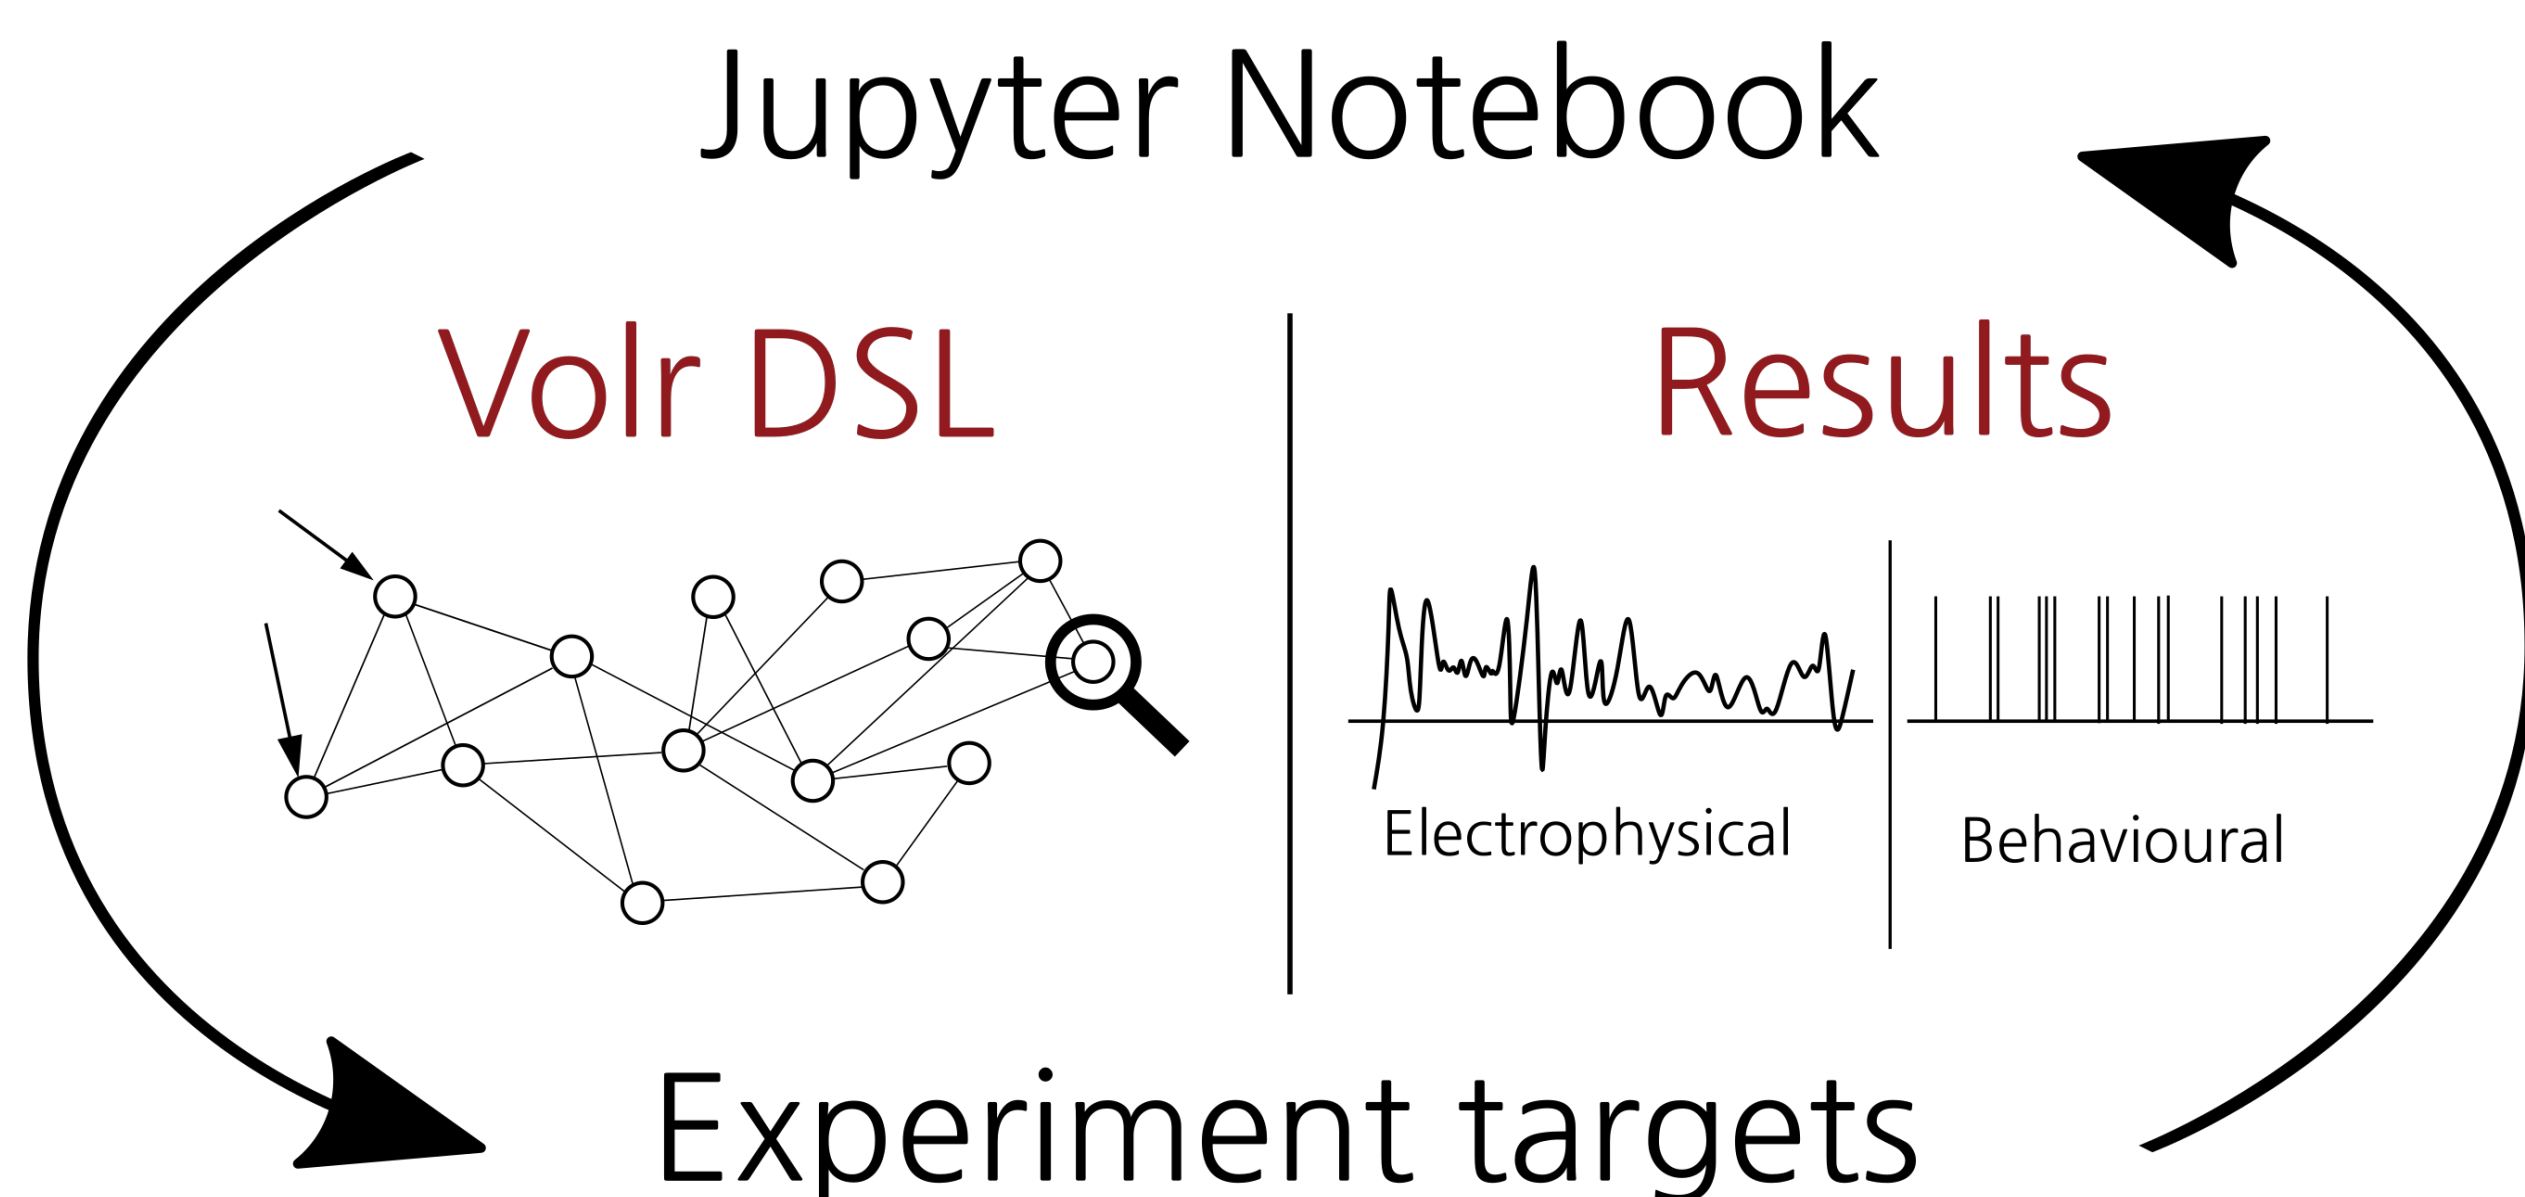 Jupyter Notebook
Volr DSL
Results
Electrophysical
Behavioural
Experiment targets